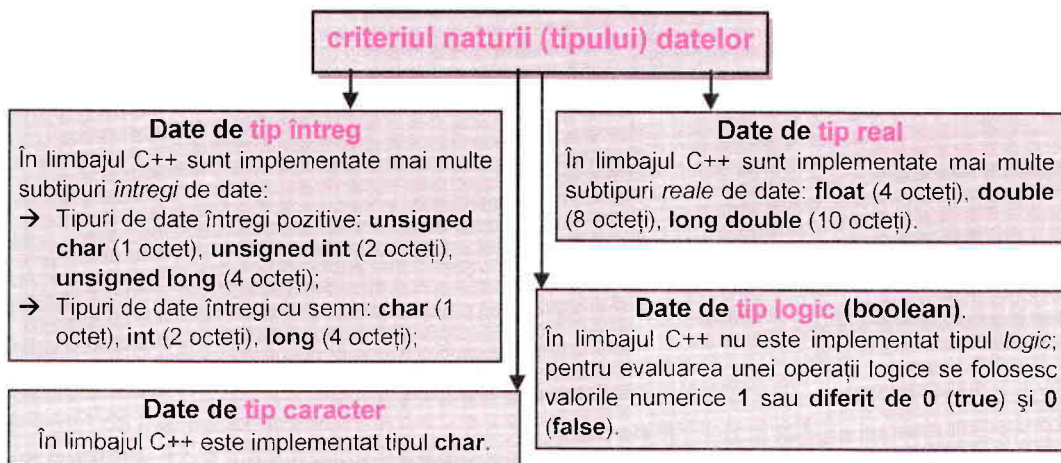 criteriul naturii (tipului) datelor
Date de tip întreg
În limbajul C++ sunt implementate mai multe
subtipuri întregi de date:
→ Tipuri de date întregi pozitive: unsigned
char (1 octet), unsigned int (2 octeți),
unsigned long (4 octeți);
→ Tipuri de date întregi cu semn: char (1
octet), int (2 octeți), long (4 octeți);
Date de tip real
În limbajul C++ sunt implementate mai multe
subtipuri reale de date: float (4 octeți), double
(8 octeți), long double (10 octeți).
Date de tip caracter
În limbajul C++ este implementat tipul char.
Date de tip logic (boolean).
În limbajul C++ nu este implementat tipul logic;
pentru evaluarea unei operații logice se folosesc
valorile numerice 1 sau diferit de 0 (true) și 0
(false).